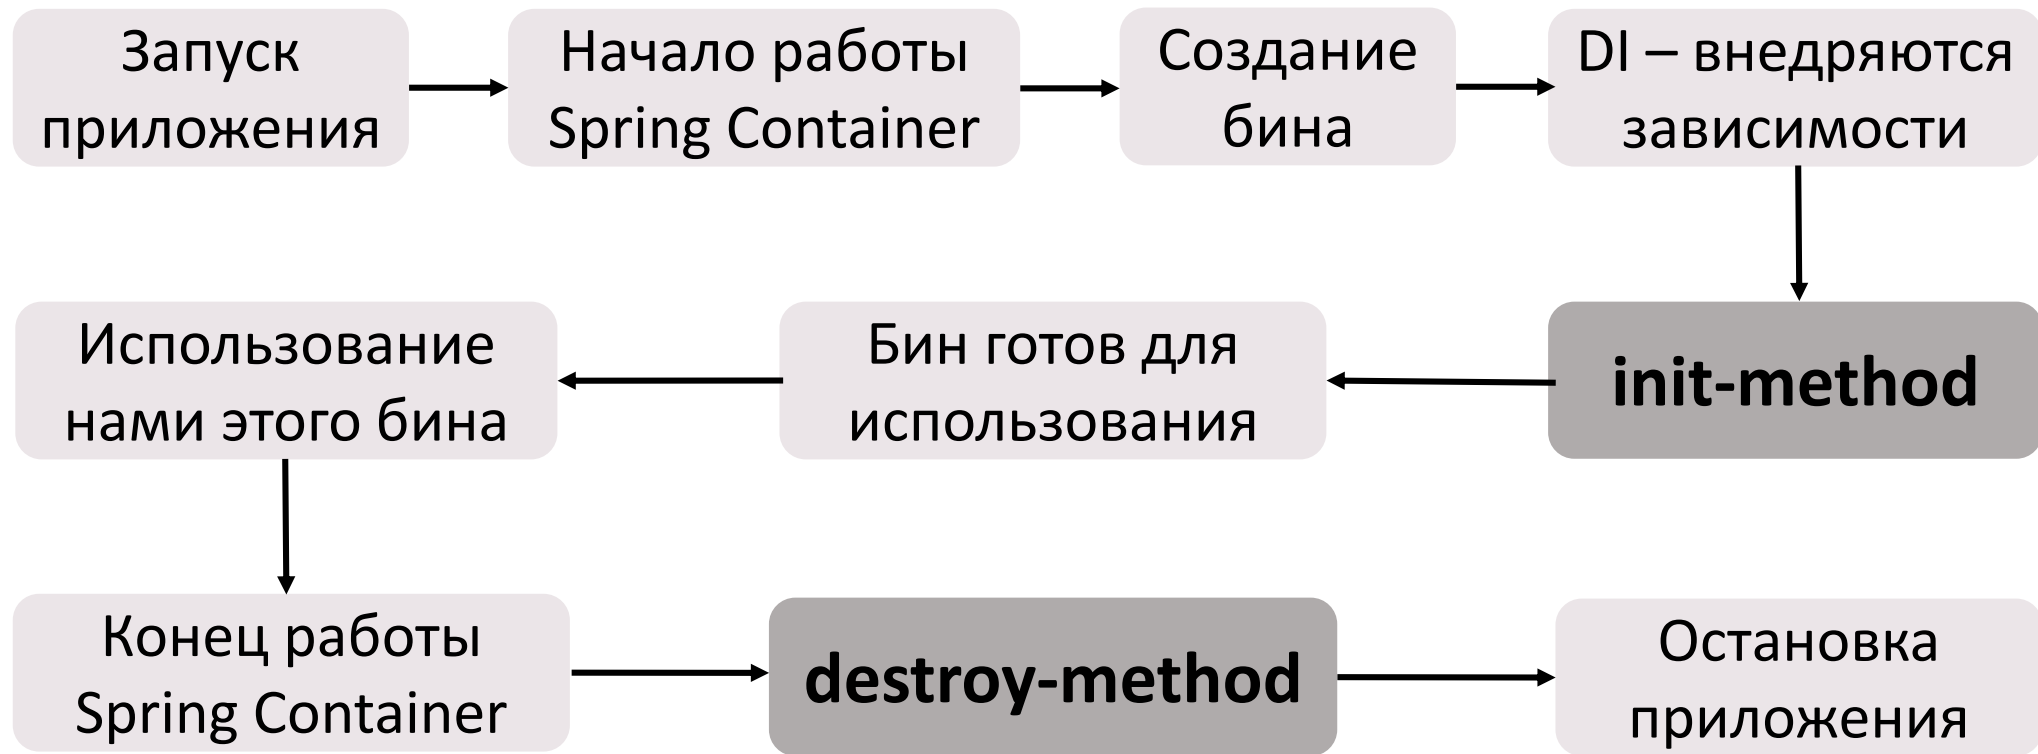 Запуск
приложения
Начало работы
Spring Container
Создание
бина
DI – внедряются
зависимости
init-method
Бин готов для
использования
Использование
нами этого бина
Конец работы
Spring Container
destroy-method
Остановка
приложения